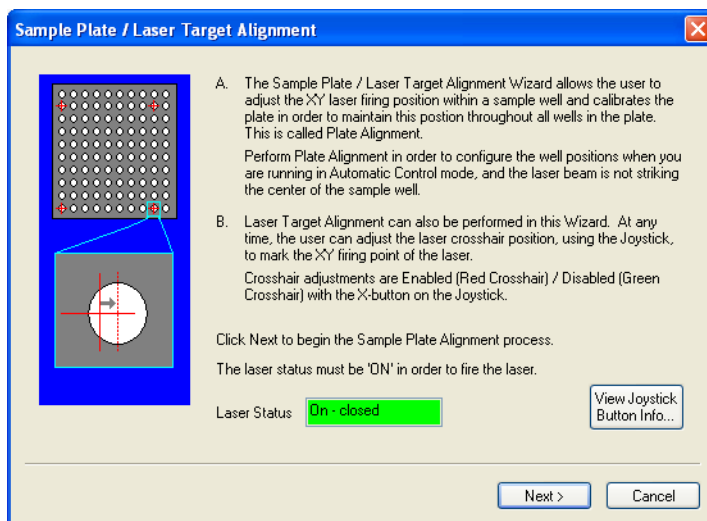 Sample Plate / Laser Target Alignment
A. The Sample Plate / Laser Target Alignment Wizard allows the user to
adjust the XY laser firing position within a sample well and calibrates the
plate in order to maintain this postion throughout all wells in the plate.
This is called Plate Alignment.
Perform Plate Alignment in order to configure the well positions when you
are running in Automatic Control mode, and the laser beam is not striking
the center of the sample well.
B. Laser Target Alignment can also be performed in this Wizard. At any
time, the user can adjust the laser crosshair position, using the Joystick,
to mark the XY firing point of the laser.
Crosshair adjustments are Enabled (Red Crosshair) / Disabled (Green
Crosshair) with the X-button on the Joystick.
Click Next to begin the Sample Plate Alignment process.
The laser status must be 'ON' in order to fire the laser.
Laser Status On - closed
View Joystick
Button Info...
Next >
Cancel